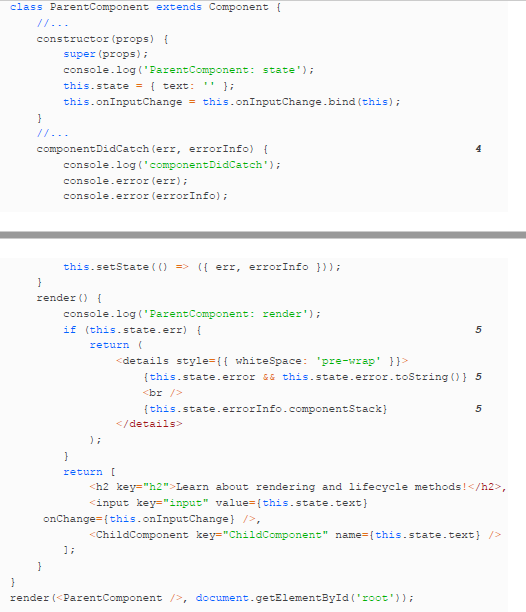 class ParentComponent extends Component {
//...
constructor(props) {
super(props);
console.log('ParentComponent: state');
this.state = { text: '' };
this.onInputChange = this.onInputChange.bind(this);
}
//...
componentDidCatch(err, errorInfo) { 4
console.log('componentDidCatch');
console.error(err);
console.error(errorInfo);
this.setState(() => ({ err, errorInfo }));
}
render() {
console.log('ParentComponent: render');
if (this.state.err) { 5
return (
<details style={{ whiteSpace: 'pre-wrap' }}>
{this.state.error && this.state.error.toString()} 5
<br />
{this.state.errorInfo.componentStack} 5
</details>
);
}
return [
<h2 key="h2">Learn about rendering and lifecycle methods!</h2>,
<input key="input" value={this.state.text}
onChange={this.onInputChange} />,
<ChildComponent key="ChildComponent" name={this.state.text} />
];
}
}
render(<ParentComponent />, document.getElementById('root'));